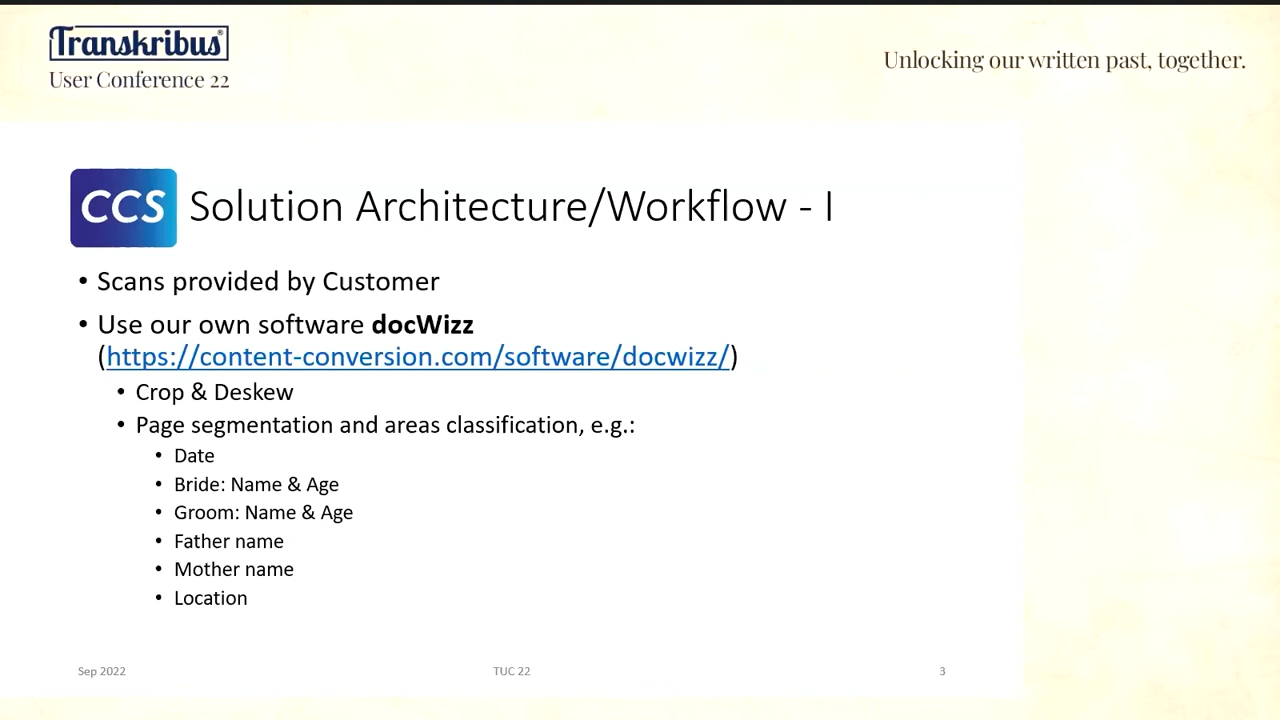 Transkribus®
User Conference 22
Unlocking our written past, together.
CCS
Solution Architecture/Workflow - I
• Scans provided by Customer
• Use our own software docWizz
(https://content-conversion.com/software/docwizz/)
• Crop & Deskew
• Page segmentation and areas classification, e.g.:
• Date
• Bride: Name & Age
• Groom: Name & Age
• Father name
• Mother name
• Location
Sep 2022
TUC 22
3